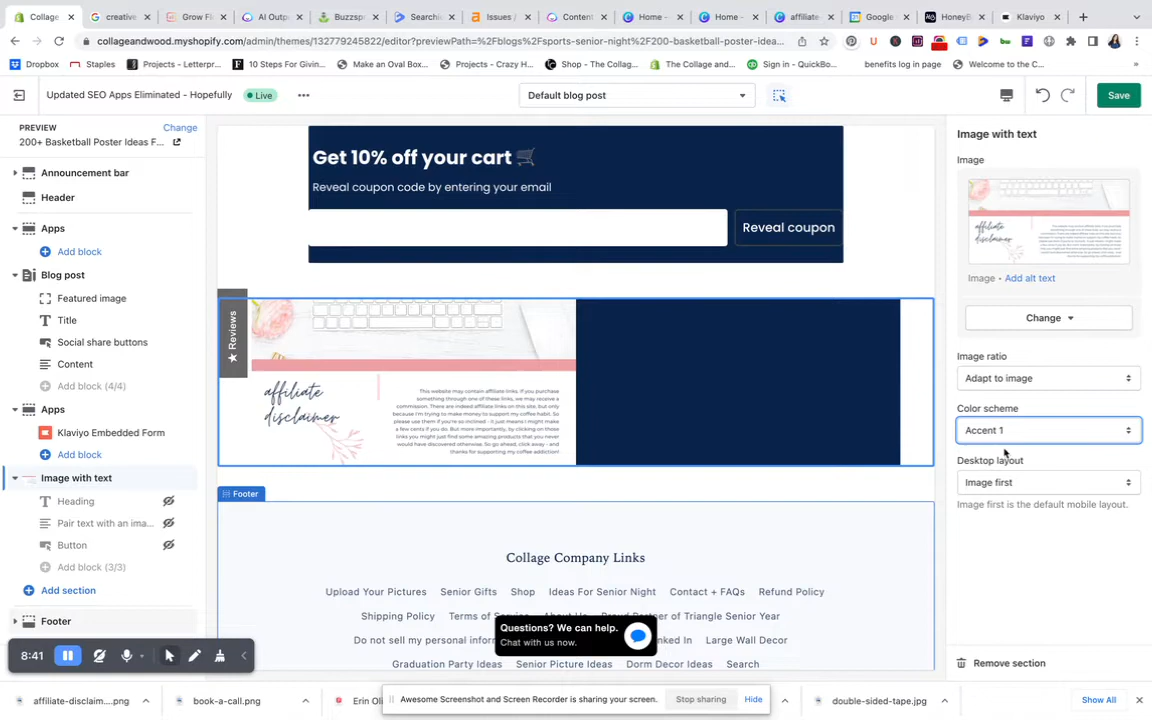 Collage
creative
Grow F
AI Outp
Buzzsp
Searchi
Issues /
Content
Home -
Home -
affiliate
Google
HoneyB
Klaviyo
collageandwood.myshopify.com/admin/themes/132779245822/editor?previewPath=%2Fblogs%2Fsports-senior-night%2F200-basketball-poster-idea...
Dropbox
Staples
Projects - Letterpr...
10 Steps For Givin...
Make an Oval Box...
Projects - Crazy H...
Shop - The Collag...
The Collage and...
Sign in - QuickBo...
benefits log in page
Welcome to the C...
Updated SEO Apps Eliminated - Hopefully
Live
Default blog post
Save
PREVIEW
Change
200+ Basketball Poster Ideas F...
Announcement bar
Header
Apps
Add block
Blog post
Featured image
Title
Social share buttons
Content
Add block (4/4)
Apps
Klaviyo Embedded Form
Add block
Image with text
Heading
Pair text with an ima...
Button
Add block (3/3)
Add section
Footer
8:41
Get 10% off your cart 🛒
Reveal coupon code by entering your email
Reveal coupon
★ Reviews
affiliate
disclaimer
This website may contain affiliate links. If you purchase
something through one of these links, we may receive a
commission. There are indeed affiliate links on this site, but only
because I'm trying to make money to support my coffee habit. So
please use them if you're so inclined - it just means I might make
a few cents if you do. But more importantly, by clicking on those
links you might just find some amazing products that you never
would have discovered otherwise. So go ahead, click away - and
thanks for supporting my coffee addiction!
Footer
Collage Company Links
Upload Your Pictures
Senior Gifts
Shop
Ideas For Senior Night
Contact + FAQs
Refund Policy
Shipping Policy
Terms of Serv
About Us
Proud Partner of Triangle Senior Year
Do not sell my personal infor
nked In
Large Wall Decor
Graduation Party Ideas
Senior Picture Ideas
Dorm Decor Ideas
Search
Questions? We can help.
Chat with us now.
Image with text
Image
affiliate
disclaimer
Image • Add alt text
Change
Image ratio
Adapt to image
Color scheme
Accent 1
Desktop layout
Image first
Image first is the default mobile layout.
Remove section
affiliate-disclaim....png
book-a-call.png
Erin Oli
Awesome Screenshot and Screen Recorder is sharing your screen.
Stop sharing
Hide
double-sided-tape.jpg
Show All